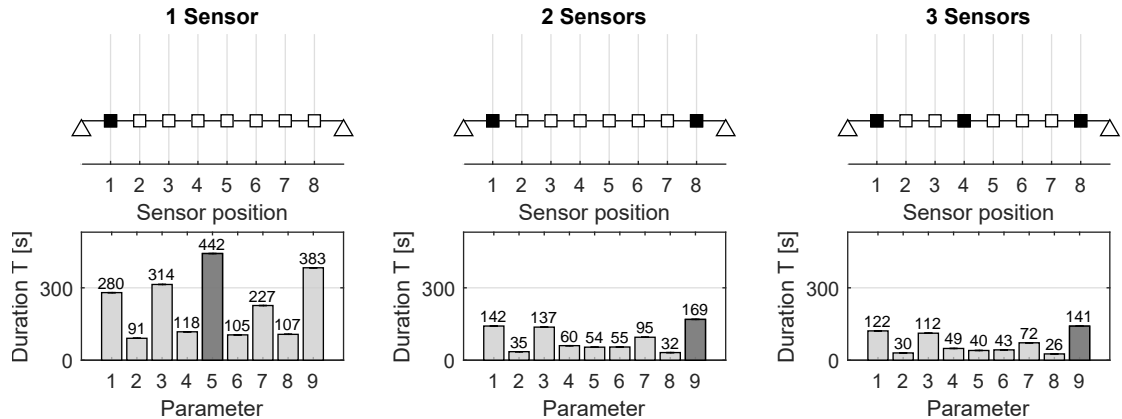 1 Sensor
2 Sensors
3 Sensors
1 2 3 4 5 6 7 8
Sensor position
1 2 3 4 5 6 7 8
Sensor position
1 2 3 4 5 6 7 8
Sensor position
Duration T [s]
300
0
280 91 314 118 442 105 227 107 383
1 2 3 4 5 6 7 8 9
Parameter
Duration T [s]
300
0
142 35 137 60 54 55 95 32 169
1 2 3 4 5 6 7 8 9
Parameter
Duration T [s]
300
0
122 30 112 49 40 43 72 26 141
1 2 3 4 5 6 7 8 9
Parameter